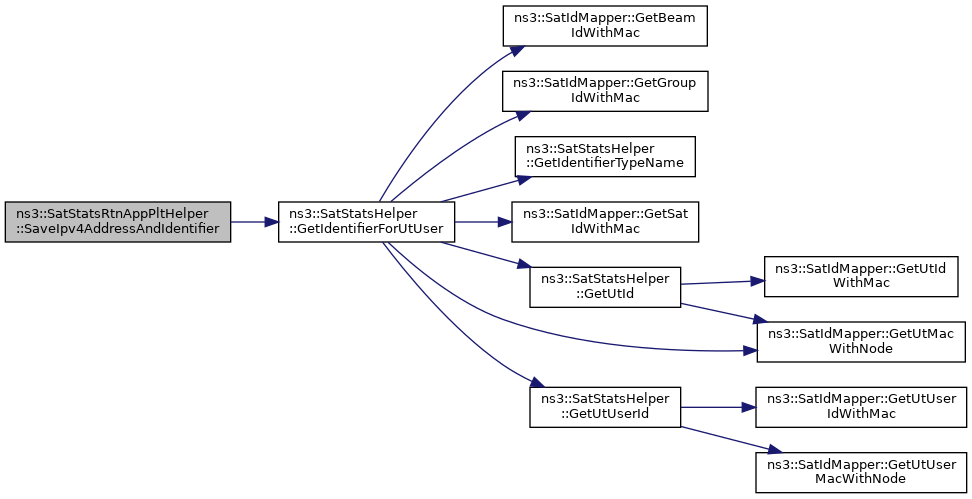 ns3::SatIdMapper::GetBeam
IdWithMac
ns3::SatIdMapper::GetGroup
IdWithMac
ns3::SatStatsHelper
::GetIdentifierTypeName
ns3::SatStatsRtnAppPltHelper
::SaveIpv4AddressAndIdentifier
ns3::SatStatsHelper
::GetIdentifierForUtUser
ns3::SatIdMapper::GetSat
IdWithMac
ns3::SatStatsHelper
::GetUtId
ns3::SatIdMapper::GetUtId
WithMac
ns3::SatIdMapper::GetUtMac
WithNode
ns3::SatStatsHelper
::GetUtUserId
ns3::SatIdMapper::GetUtUser
IdWithMac
ns3::SatIdMapper::GetUtUser
MacWithNode